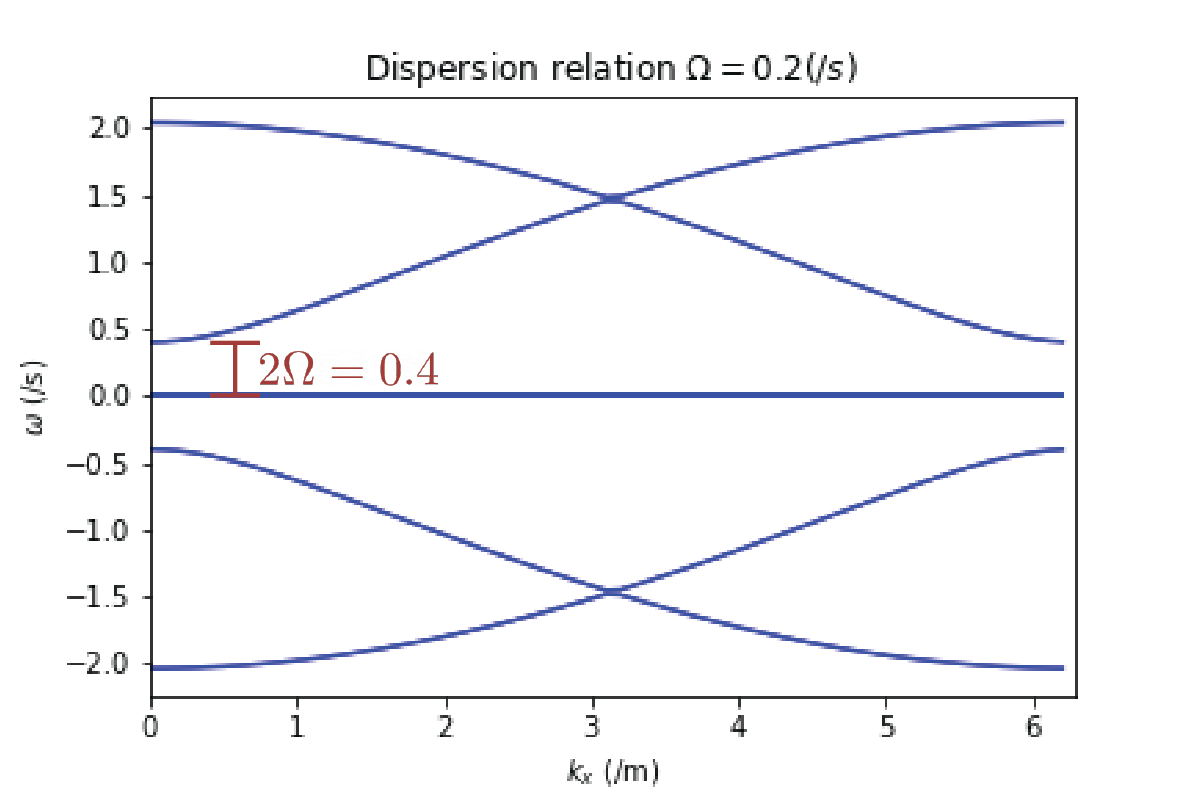 Dispersion relation Ω = 0.2(/s)
2.0
1.5
1.0
0.5
2Ω = 0.4
0.0
ω (/s)
−0.5
−1.0
−1.5
−2.0
0 1 2 3 4 5 6
kₓ (/m)